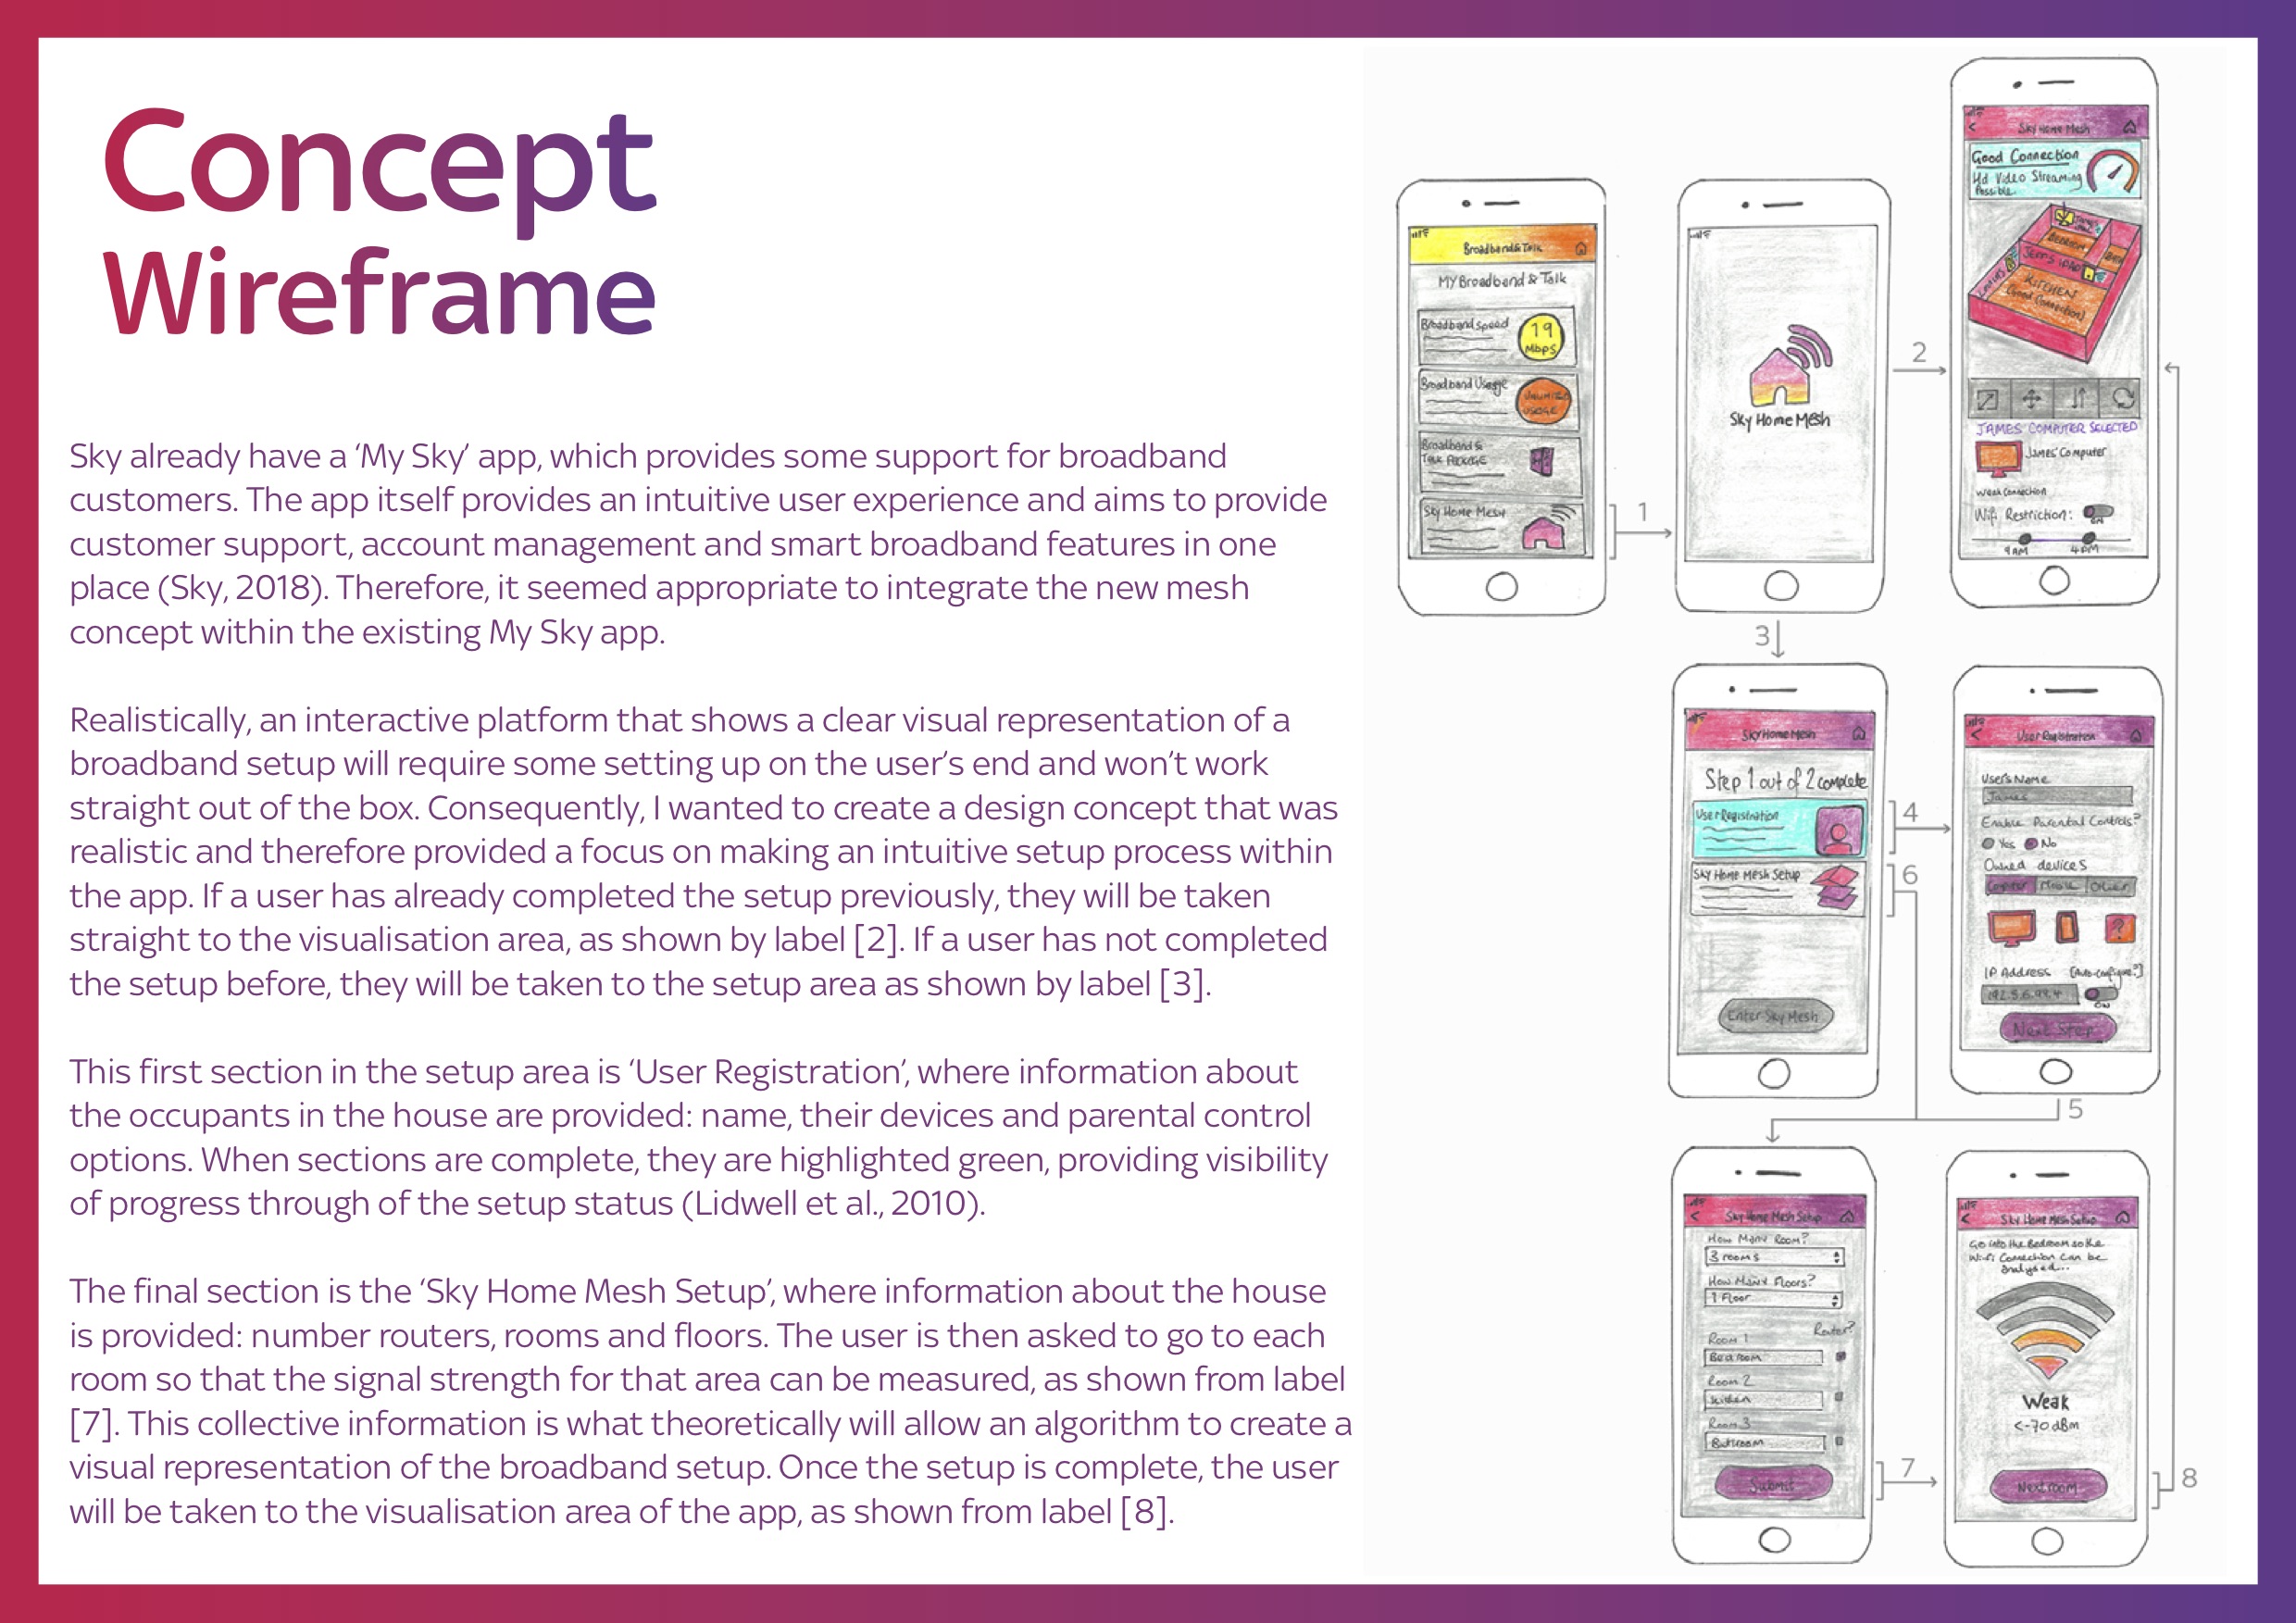 Concept
Wireframe
Sky already have a ‘My Sky’ app, which provides some support for broadband
customers. The app itself provides an intuitive user experience and aims to provide
customer support, account management and smart broadband features in one
place (Sky, 2018). Therefore, it seemed appropriate to integrate the new mesh
concept within the existing My Sky app.
Realistically, an interactive platform that shows a clear visual representation of a
broadband setup will require some setting up on the user’s end and won’t work
straight out of the box. Consequently, I wanted to create a design concept that was
realistic and therefore provided a focus on making an intuitive setup process within
the app. If a user has already completed the setup previously, they will be taken
straight to the visualisation area, as shown by label [2]. If a user has not completed
the setup before, they will be taken to the setup area as shown by label [3].
This first section in the setup area is ‘User Registration’, where information about
the occupants in the house are provided: name, their devices and parental control
options. When sections are complete, they are highlighted green, providing visibility
of progress through of the setup status (Lidwell et al., 2010).
The final section is the ‘Sky Home Mesh Setup’, where information about the house
is provided: number routers, rooms and floors. The user is then asked to go to each
room so that the signal strength for that area can be measured, as shown from label
[7]. This collective information is what theoretically will allow an algorithm to create a
visual representation of the broadband setup. Once the setup is complete, the user
will be taken to the visualisation area of the app, as shown from label [8].
Broadband & Talk
MY Broadband & Talk
Broadband Speed
19
Mbps
Broadband Usage
UNLIMITED
USAGE
Broadband &
Talk PACKAGE
Sky Home Mesh
1
Sky Home Mesh
2
3
Sky Home Mesh
Good Connection
Hd Video Streaming
Possible.
BEDROOM
JEMS IPAD
KITCHEN
(Good Connection)
JAMES' COMPUTER SELECTED
JAMES' Computer
Weak Connection
Wifi Restriction:
ON
9AM
4PM
Sky Home Mesh
Step 1 out of 2 complete
User Registration
4
Sky Home Mesh Setup
6
Enter Sky Mesh
User Registration
User's Name
James
Enable Parental Controls?
Yes
No
Owned devices
Computer
Mobile
Other
?
IP Address
[Auto-configure?]
192.5.6.99.4
ON
Next Step
5
Sky Home Mesh Setup
How Many Room?
3 rooms
How Many Floors?
1 Floor
Router?
Room 1
Bedroom
Room 2
kitchen
Room 3
Bathroom
Submit
7
Sky Home Mesh Setup
Go into the Bedroom so the
Wifi Connection can be
analysed...
Weak
<-70 dBm
Next room
8